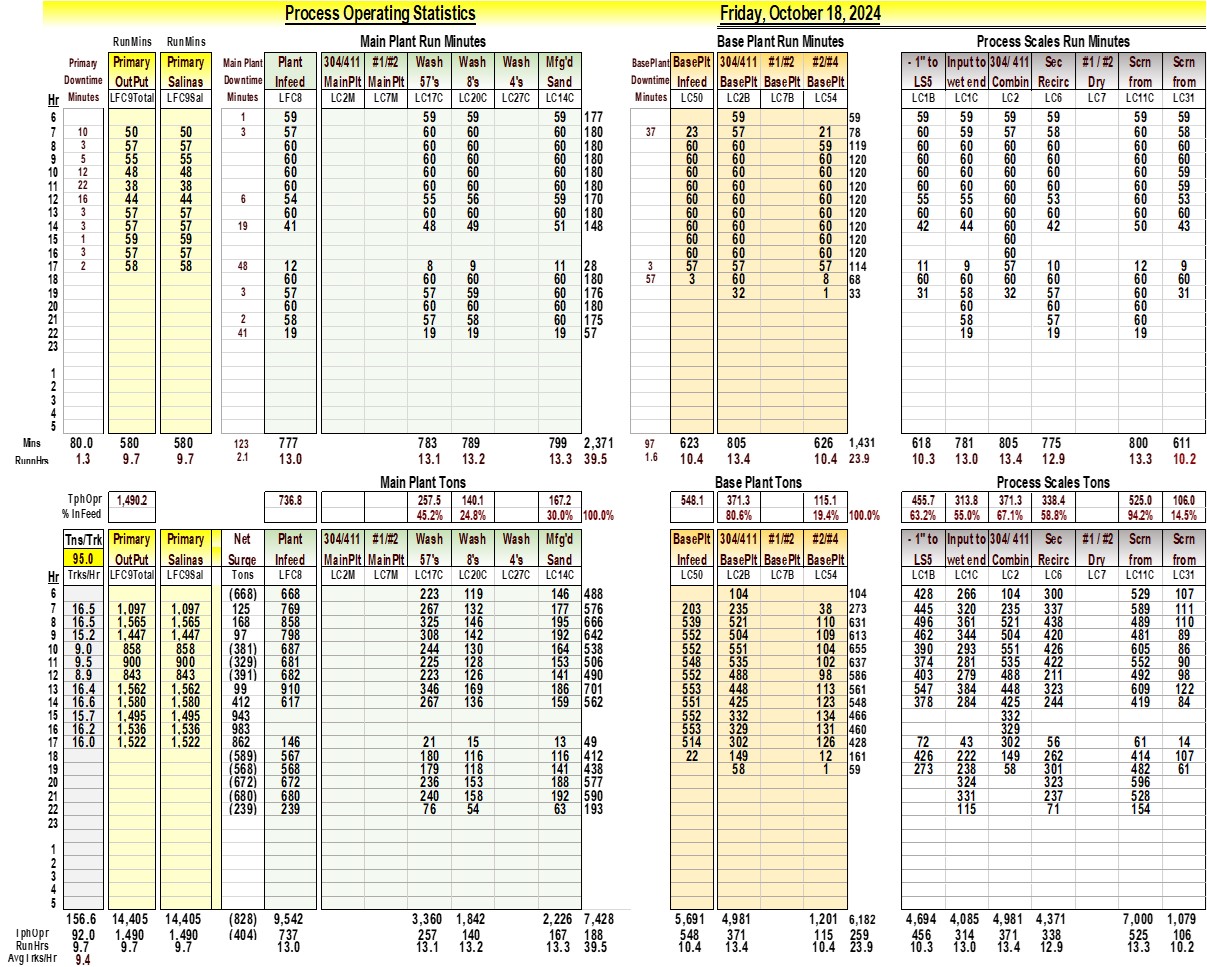 Process Operating Statistics Friday, October 18, 2024
RunMins RunMins Main Plant Run Minutes Base Plant Run Minutes Process Scales Run Minutes
Primary Primary Primary Main Plant Plant 304/411 #1/#2 Wash Wash Wash Mfg'd BasePlant BasePlt 304/411 #1/#2 #2/#4 - 1" to Input to 304/ 411 Sec #1 / #2 Scrn Scrn
Downtime OutPut Salinas Downtime Infeed MainPlt MainPlt 57's 8's 4's Sand Downtime Infeed BasePlt BasePlt BasePlt LS5 wet end Combin Recirc Dry from from
Hr Minutes LFC9Total LFC9Sal Minutes LFC8 LC2M LC7M LC17C LC20C LC27C LC14C Minutes LC50 LC2B LC7B LC54 LC1B LC1C LC2 LC6 LC7 LC11C LC31
6 1 59 59 59 59 177 59 59 59 59 59 59 59 59
7 10 50 50 3 57 60 60 60 180 37 23 57 21 78 60 59 57 58 60 58
8 3 57 57 60 60 60 60 180 60 60 59 119 60 60 60 60 60 60
9 5 55 55 60 60 60 60 180 60 60 60 120 60 60 60 60 60 60
10 12 48 48 60 60 60 60 180 60 60 60 120 60 60 60 60 60 59
11 22 38 38 60 60 60 60 180 60 60 60 120 60 60 60 60 60 59
12 16 44 44 6 54 55 56 59 170 60 60 60 120 55 55 60 53 60 53
13 3 57 57 60 60 60 60 180 60 60 60 120 60 60 60 60 60 60
14 3 57 57 19 41 48 49 51 148 60 60 60 120 42 44 60 42 50 43
15 1 59 59 60 60 60 120 60
16 3 57 57 60 60 60 120 60
17 2 58 58 48 12 8 9 11 28 3 57 57 57 114 11 9 57 10 12 9
18 60 60 60 60 180 57 3 60 8 68 60 60 60 60 60 60
19 3 57 57 59 60 176 32 1 33 31 58 32 57 60 31
20 60 60 60 60 180 60 60 60
21 2 58 57 58 60 175 58 57 60
22 41 19 19 19 19 57 19 19 19
23
1
2
3
4
5
Mins 80.0 580 580 123 777 783 789 799 2,371 97 623 805 626 1,431 618 781 805 775 800 611
RunnHrs 1.3 9.7 9.7 2.1 13.0 13.1 13.2 13.3 39.5 1.6 10.4 13.4 10.4 23.9 10.3 13.0 13.4 12.9 13.3 10.2
Main Plant Tons Base Plant Tons Process Scales Tons
TphOpr 1,490.2 736.8 257.5 140.1 167.2 548.1 371.3 115.1 455.7 313.8 371.3 338.4 525.0 106.0
% InFeed 45.2% 24.8% 30.0% 100.0% 80.6% 19.4% 100.0% 63.2% 55.0% 67.1% 58.8% 94.2% 14.5%
Tns/Trk Primary Primary Net Plant 304/411 #1/#2 Wash Wash Wash Mfg'd BasePlt 304/411 #1/#2 #2/#4 - 1" to Input to 304/ 411 Sec #1 / #2 Scrn Scrn
95.0 OutPut Salinas Surge Infeed MainPlt MainPlt 57's 8's 4's Sand Infeed BasePlt BasePlt BasePlt LS5 wet end Combin Recirc Dry from from
Hr Trks/Hr LFC9Total LFC9Sal Tons LFC8 LC2M LC7M LC17C LC20C LC27C LC14C LC50 LC2B LC7B LC54 LC1B LC1C LC2 LC6 LC7 LC11C LC31
6 (668) 668 223 119 146 488 104 104 428 266 104 300 529 107
7 16.5 1,097 1,097 125 769 267 132 177 576 203 235 38 273 445 320 235 337 589 111
8 16.5 1,565 1,565 168 858 325 146 195 666 539 521 110 631 496 361 521 438 489 110
9 15.2 1,447 1,447 97 798 308 142 192 642 552 504 109 613 462 344 504 420 481 89
10 9.0 858 858 (381) 687 244 130 164 538 552 551 104 655 390 293 551 426 605 86
11 9.5 900 900 (329) 681 225 128 153 506 548 535 102 637 374 281 535 422 552 90
12 8.9 843 843 (391) 682 223 126 141 490 552 488 98 586 403 279 488 211 492 98
13 16.4 1,562 1,562 99 910 346 169 186 701 553 448 113 561 547 384 448 323 609 122
14 16.6 1,580 1,580 412 617 267 136 159 562 551 425 123 548 378 284 425 244 419 84
15 15.7 1,495 1,495 943 552 332 134 466 332
16 16.2 1,536 1,536 983 553 329 131 460 329
17 16.0 1,522 1,522 862 146 21 15 13 49 514 302 126 428 72 43 302 56 61 14
18 (589) 567 180 116 116 412 22 149 12 161 426 222 149 262 414 107
19 (568) 568 179 118 141 438 58 1 59 273 238 58 301 482 61
20 (672) 672 236 153 188 577 324 323 596
21 (680) 680 240 158 192 590 331 237 528
22 (239) 239 76 54 63 193 115 71 154
23
1
2
3
4
5
156.6 14,405 14,405 (828) 9,542 3,360 1,842 2,226 7,428 5,691 4,981 1,201 6,182 4,694 4,085 4,981 4,371 7,000 1,079
TphOpr 92.0 1,490 1,490 (404) 737 257 140 167 188 548 371 115 259 456 314 371 338 525 106
RunHrs 9.7 9.7 9.7 13.0 13.1 13.2 13.3 39.5 10.4 13.4 10.4 23.9 10.3 13.0 13.4 12.9 13.3 10.2
AvgTrks/Hr 9.4